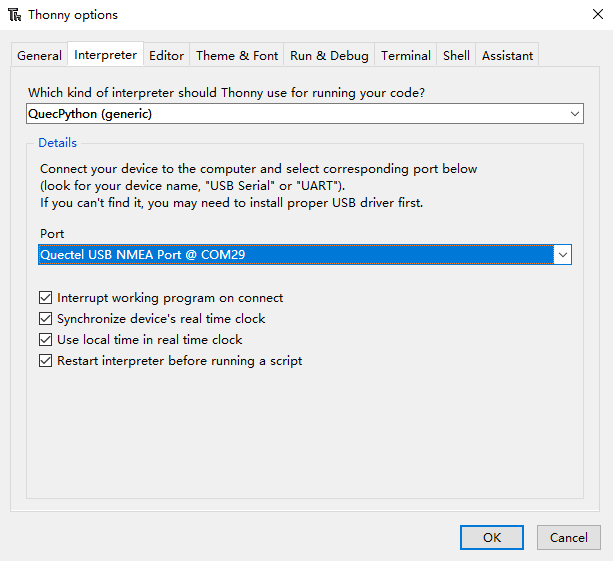 Thonny options
General Interpreter Editor Theme & Font Run & Debug Terminal Shell Assistant
Which kind of interpreter should Thonny use for running your code?
QuecPython (generic)
Details
Connect your device to the computer and select corresponding port below
(look for your device name, "USB Serial" or "UART").
If you can't find it, you may need to install proper USB driver first.
Port
Quectel USB NMEA Port @ COM29
Interrupt working program on connect
Synchronize device's real time clock
Use local time in real time clock
Restart interpreter before running a script
OK Cancel